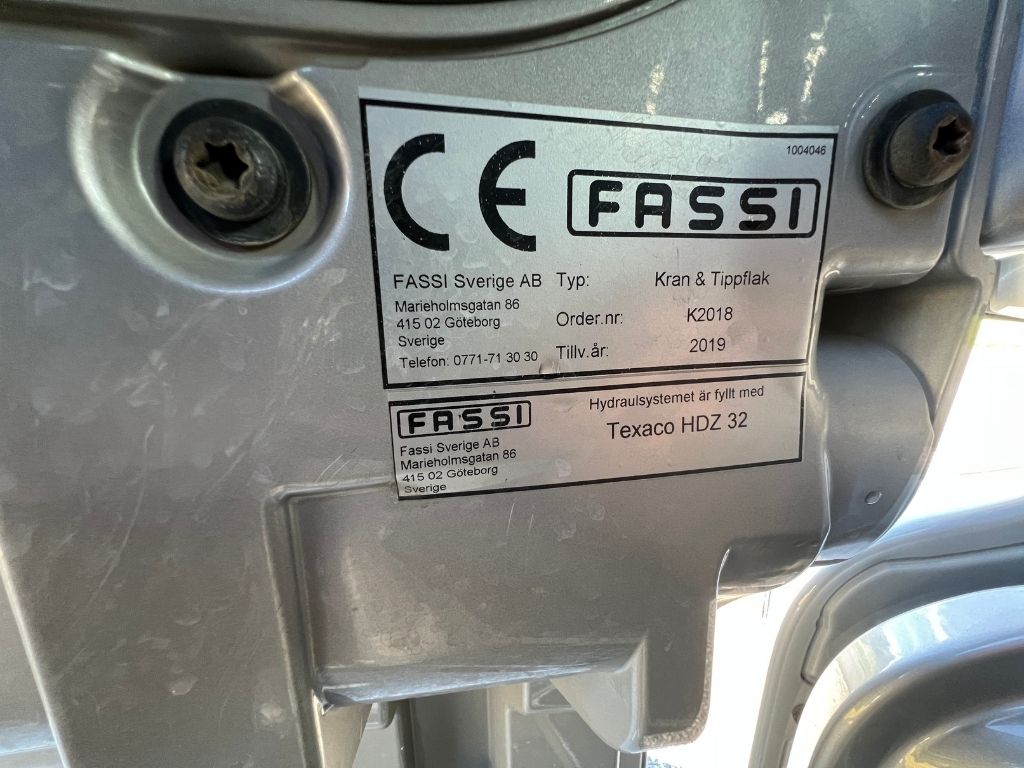 1004046
CE FASSI
FASSI Sverige AB
Marieholmsgatan 86
415 02 Göteborg
Sverige
Telefon: 0771-71 30 30
Typ: Kran & Tippflak
Order.nr: K2018
Tillv.år: 2019
FASSI
Fassi Sverige AB
Marieholmsgatan 86
415 02 Göteborg
Sverige
Hydraulsystemet är fyllt med
Texaco HDZ 32